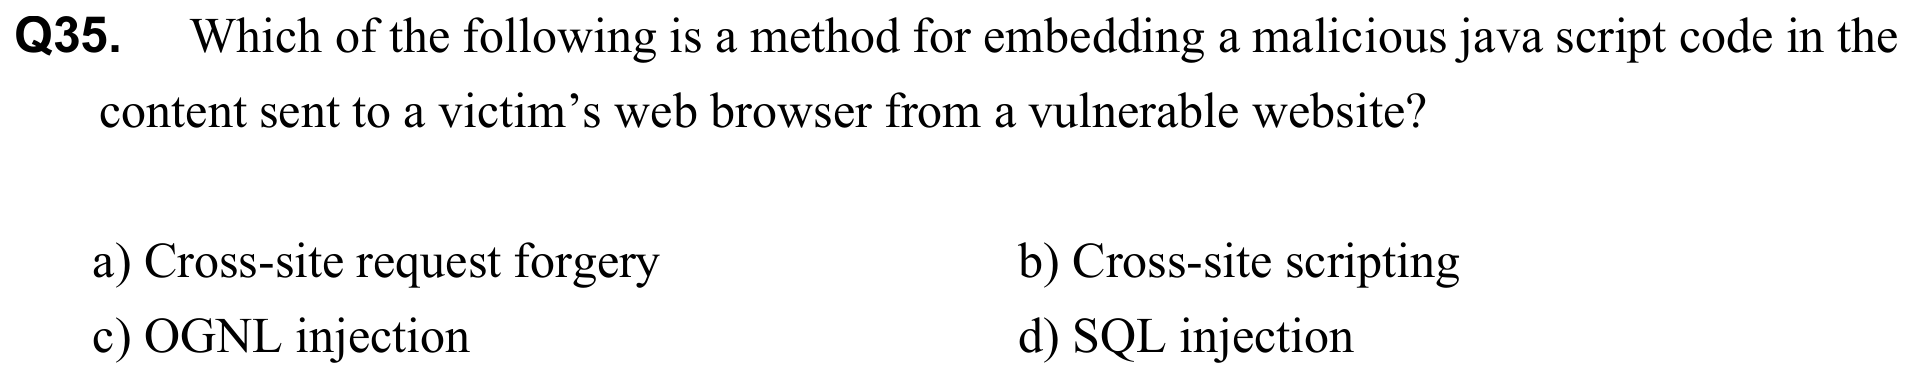 Q35. Which of the following is a method for embedding a malicious java script code in the
content sent to a victim’s web browser from a vulnerable website?
a) Cross-site request forgery b) Cross-site scripting
c) OGNL injection d) SQL injection